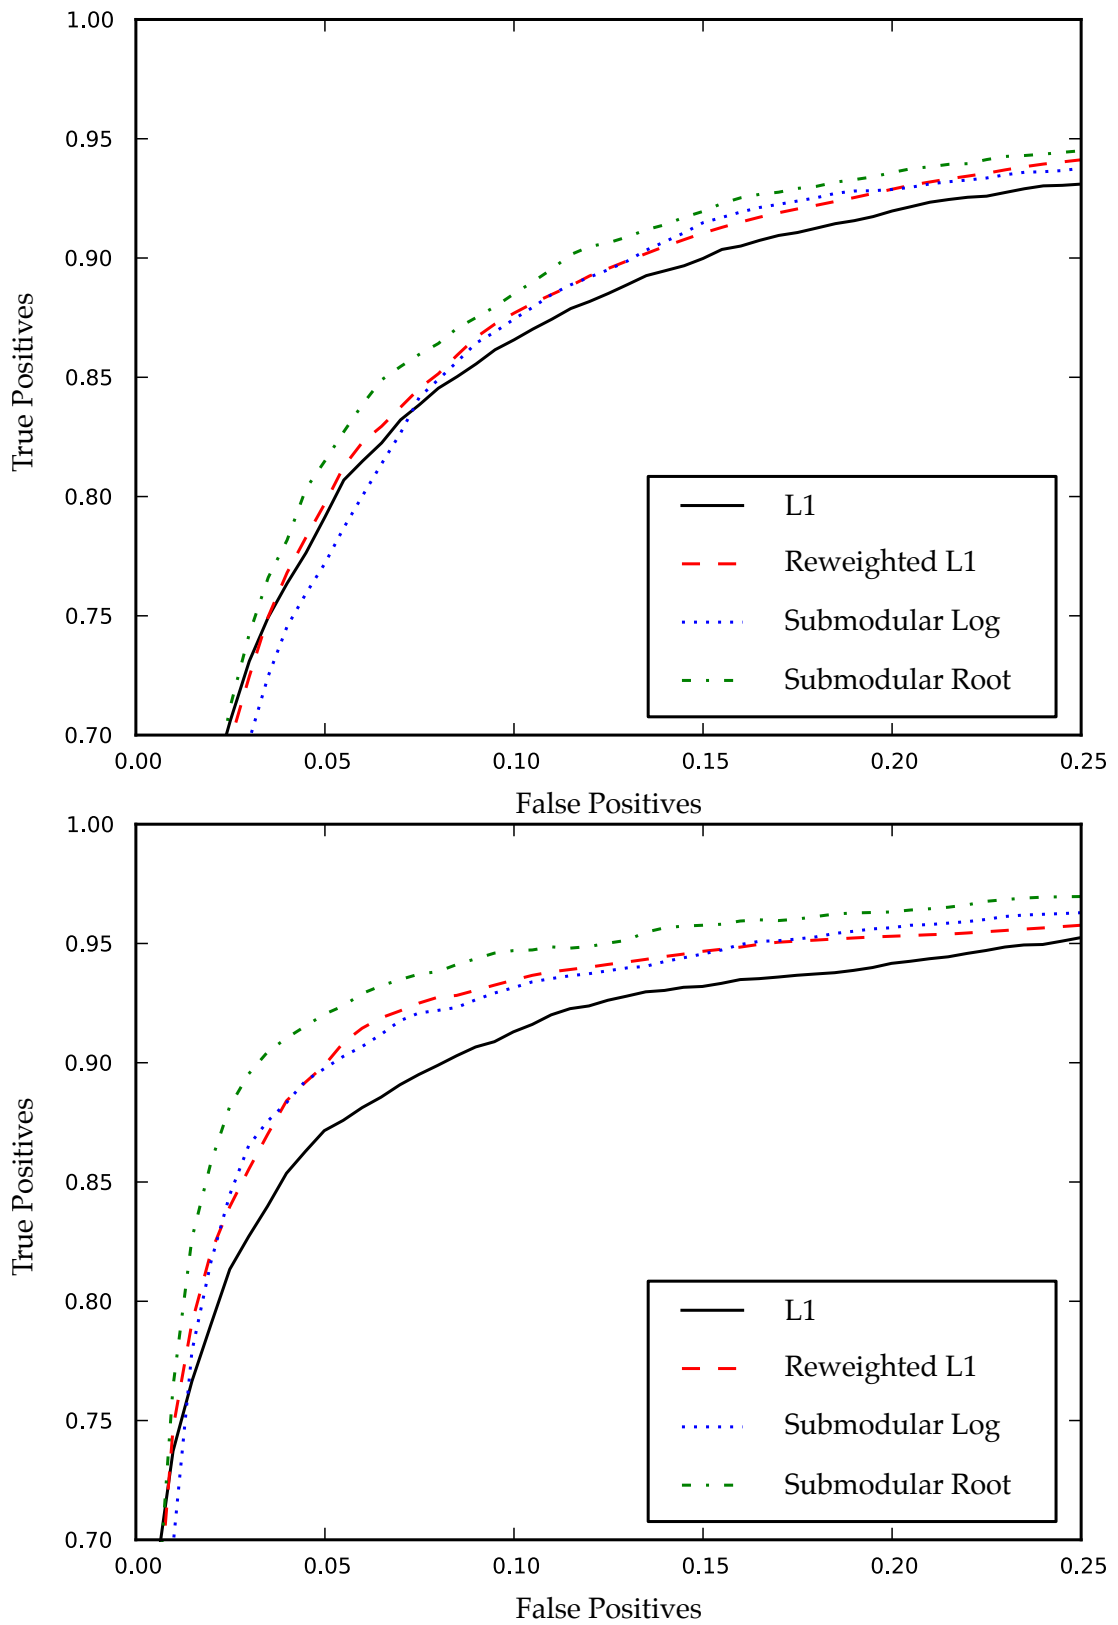 1.00
0.95
0.90
0.85
0.80
0.75
0.70
True Positives
L1
Reweighted L1
Submodular Log
Submodular Root
0.00 0.05 0.10 0.15 0.20 0.25
False Positives
1.00
0.95
0.90
0.85
0.80
0.75
0.70
True Positives
L1
Reweighted L1
Submodular Log
Submodular Root
0.00 0.05 0.10 0.15 0.20 0.25
False Positives